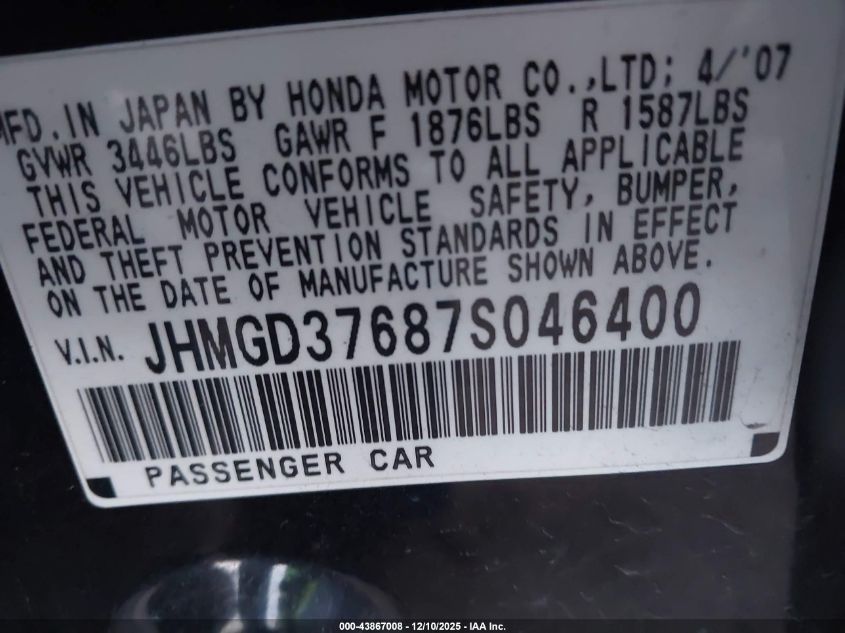 MFD. IN JAPAN BY HONDA MOTOR CO.,LTD; 4/'07
GVWR 3446LBS GAWR F 1876LBS R 1587LBS
THIS VEHICLE CONFORMS TO ALL APPLICABLE
FEDERAL MOTOR VEHICLE SAFETY, BUMPER,
AND THEFT PREVENTION STANDARDS IN EFFECT
ON THE DATE OF MANUFACTURE SHOWN ABOVE.
V.I.N. JHMGD37687S046400
PASSENGER CAR
000-43867008 - 12/10/2025 - IAA Inc.